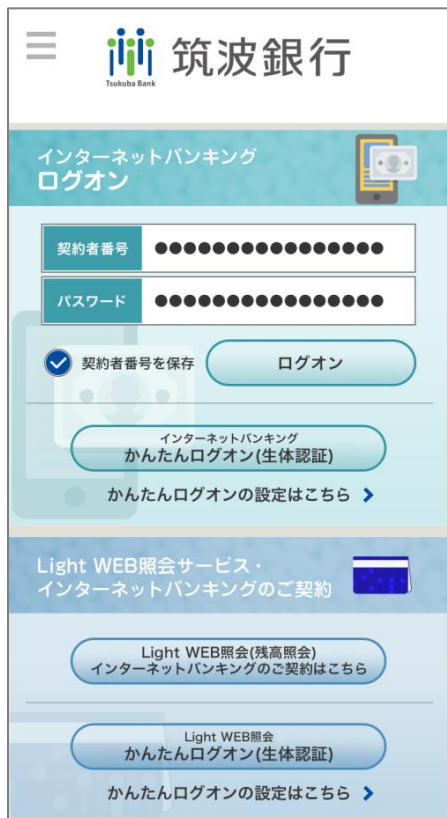 筑波銀行
Tsukuba Bank
インターネットバンキング
ログオン
契約者番号 ●●●●●●●●●●●●●●●●
パスワード ●●●●●●●●●●●●●●●●
契約者番号を保存
ログオン
インターネットバンキング
かんたんログオン(生体認証)
かんたんログオンの設定はこちら
Light WEB照会サービス・
インターネットバンキングのご契約
Light WEB照会(残高照会)
インターネットバンキングのご契約はこちら
Light WEB照会
かんたんログオン(生体認証)
かんたんログオンの設定はこちら